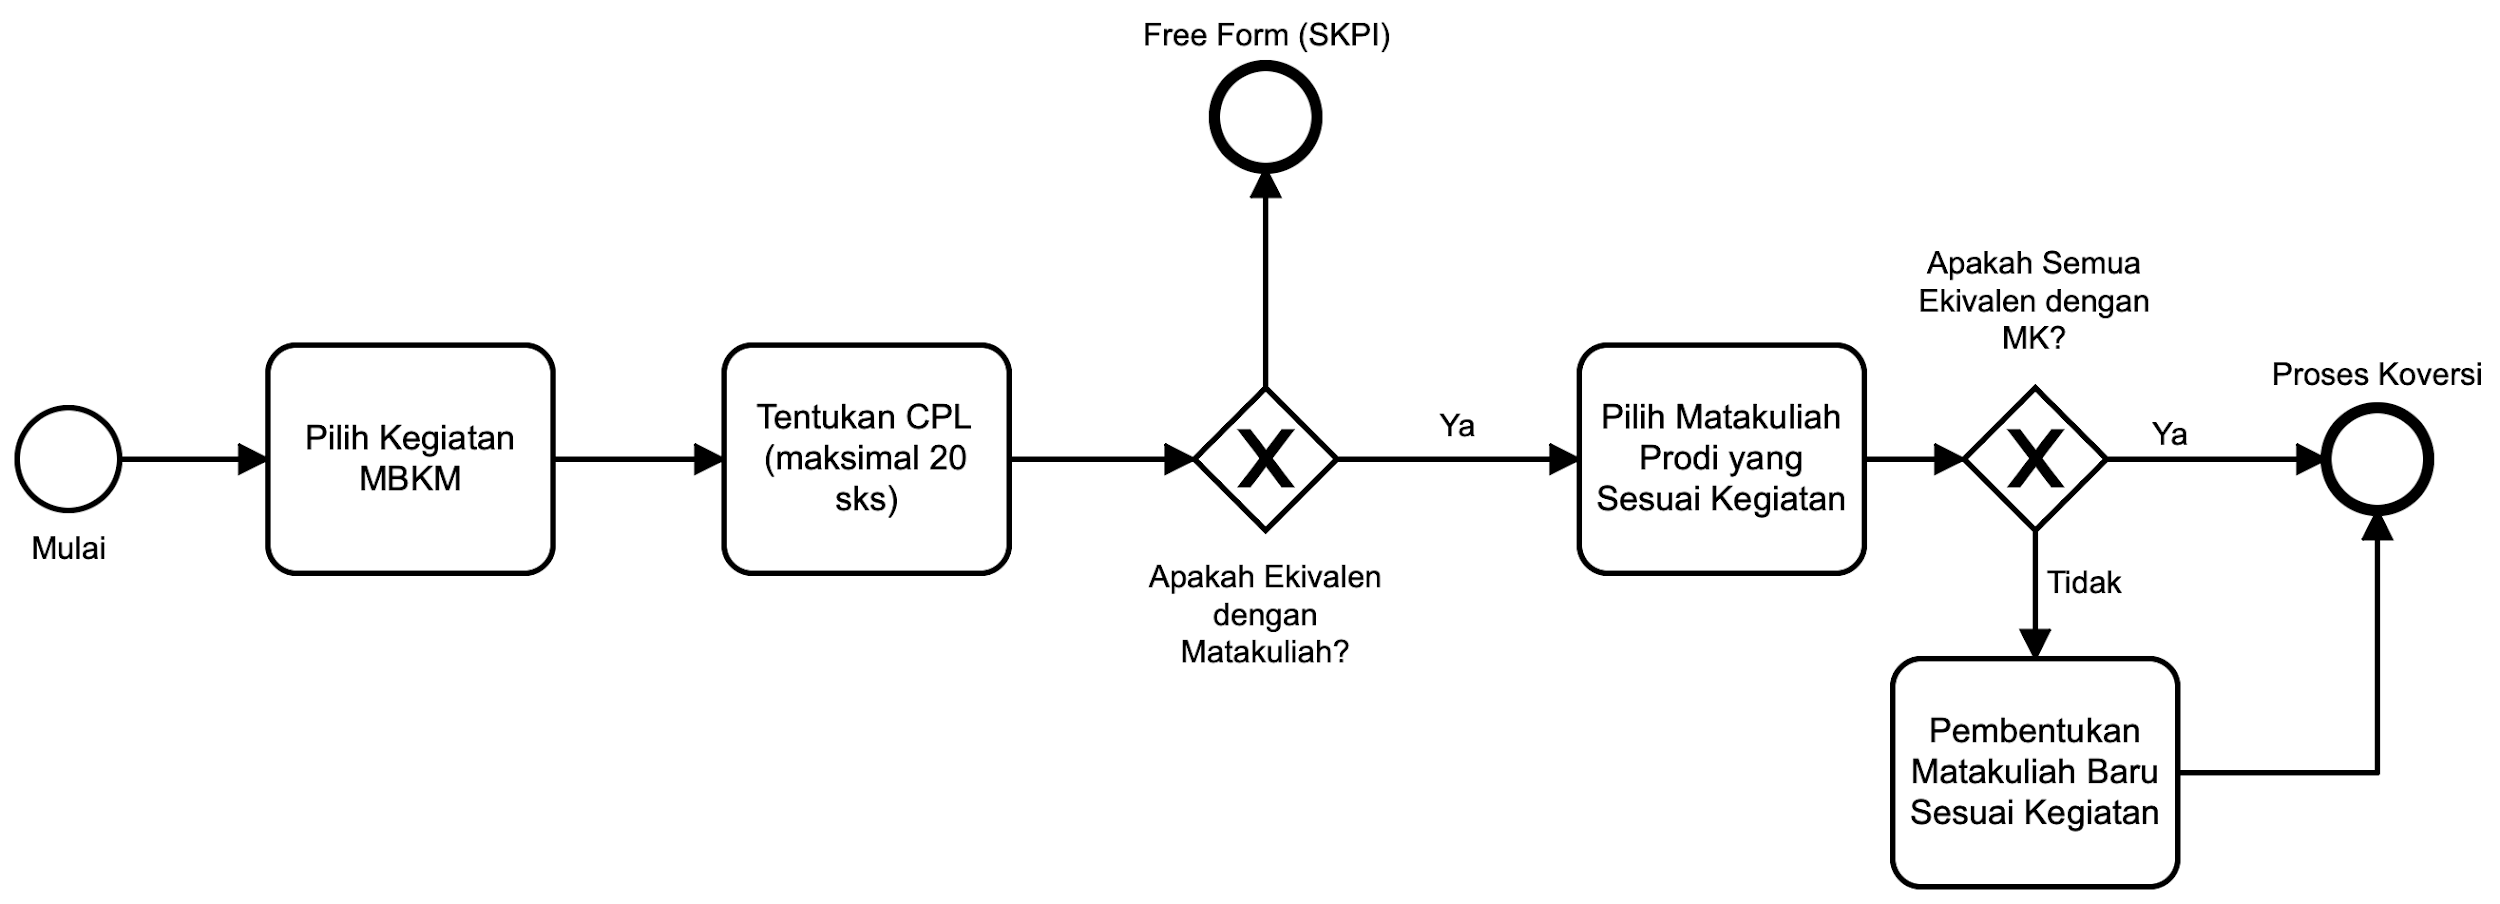 Free Form (SKPI)
Mulai
Pilih Kegiatan
MBKM
Tentukan CPL
(maksimal 20
sks)
Apakah Ekivalen
dengan
Matakuliah?
Ya
Pilih Matakuliah
Prodi yang
Sesuai Kegiatan
Apakah Semua
Ekivalen dengan
MK?
Ya
Proses Koversi
Tidak
Pembentukan
Matakuliah Baru
Sesuai Kegiatan